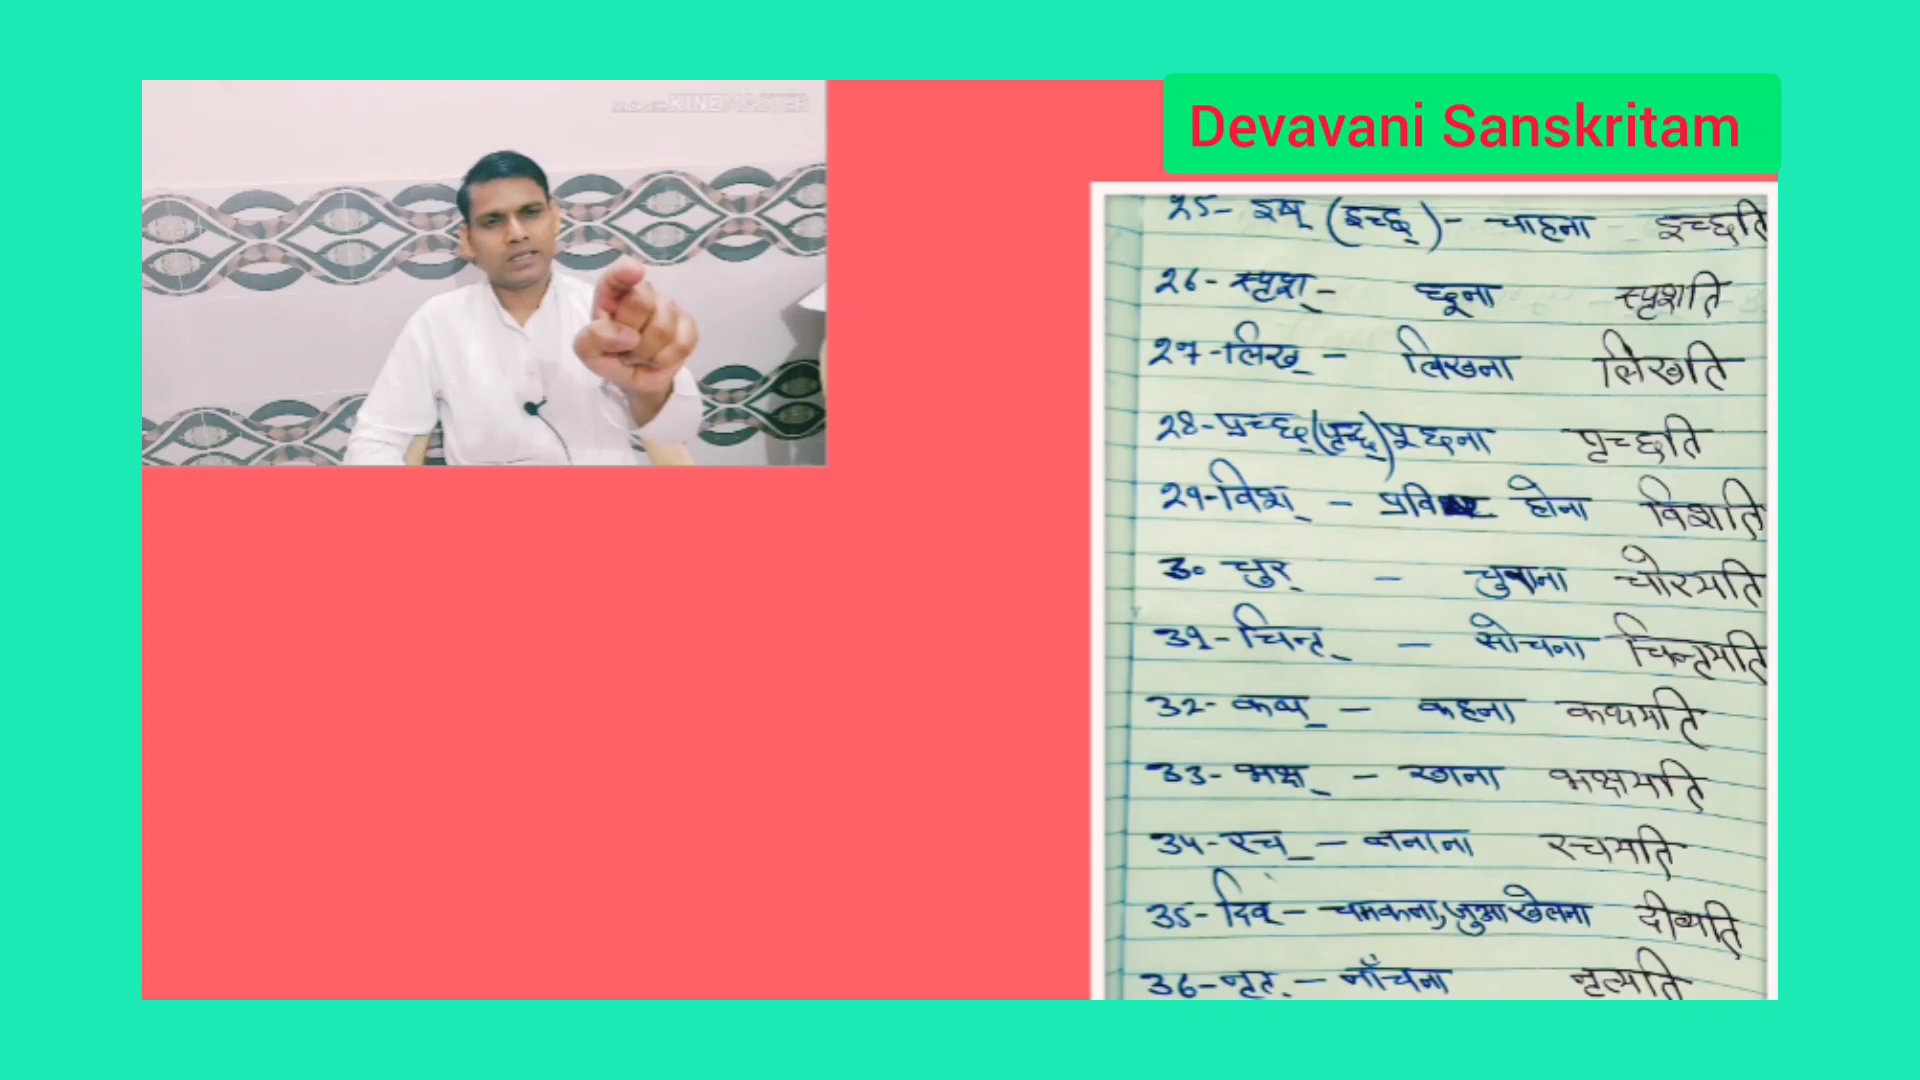 KINEMASTER
Devavani Sanskritam
२५- इष् (इच्छ्) - चाहना इच्छति
२६- स्पृश् - छूना स्पृशति
२७- लिख् - लिखना लिखति
२८- प्रच्छ् (पृच्छ्) पूछना पृच्छति
२९- विश् - होना विशति
३० चुर् - चुराना चोरयति
३१- चिन्त् - सोचना चिन्तयति
३२- कथ् - कहना कथयति
३३- भक्ष् - खाना भक्षयति
३४- रच् - बनाना रचयति
३५- दिव् - चमकना, जुआ खेलना दीव्यति
३६- नृत् - नाँचना नृत्यति